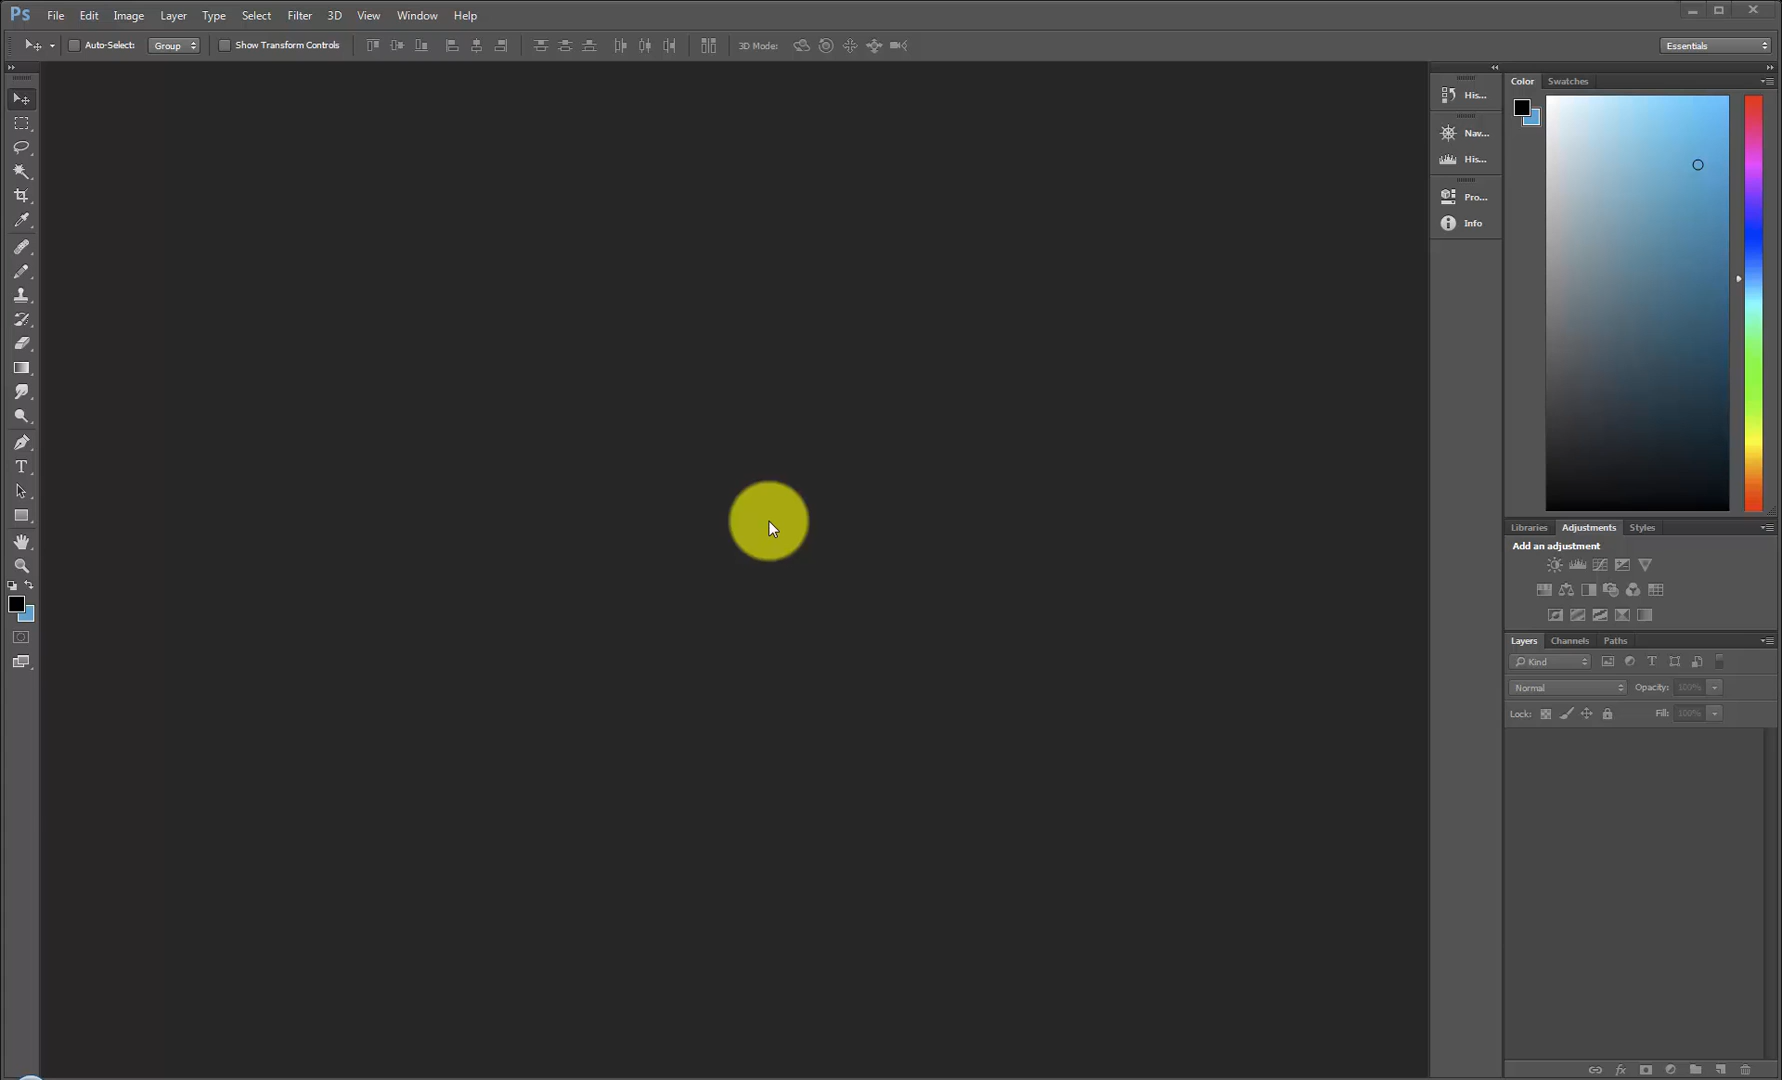 Ps File Edit Image Layer Type Select Filter 3D View Window Help
Auto-Select: Group Show Transform Controls 3D Mode: Essentials
Color Swatches
His...
Nav...
His...
Pro...
Info
Libraries Adjustments Styles
Add an adjustment
Layers Channels Paths
Kind
Normal Opacity: 100%
Lock: Fill: 100%